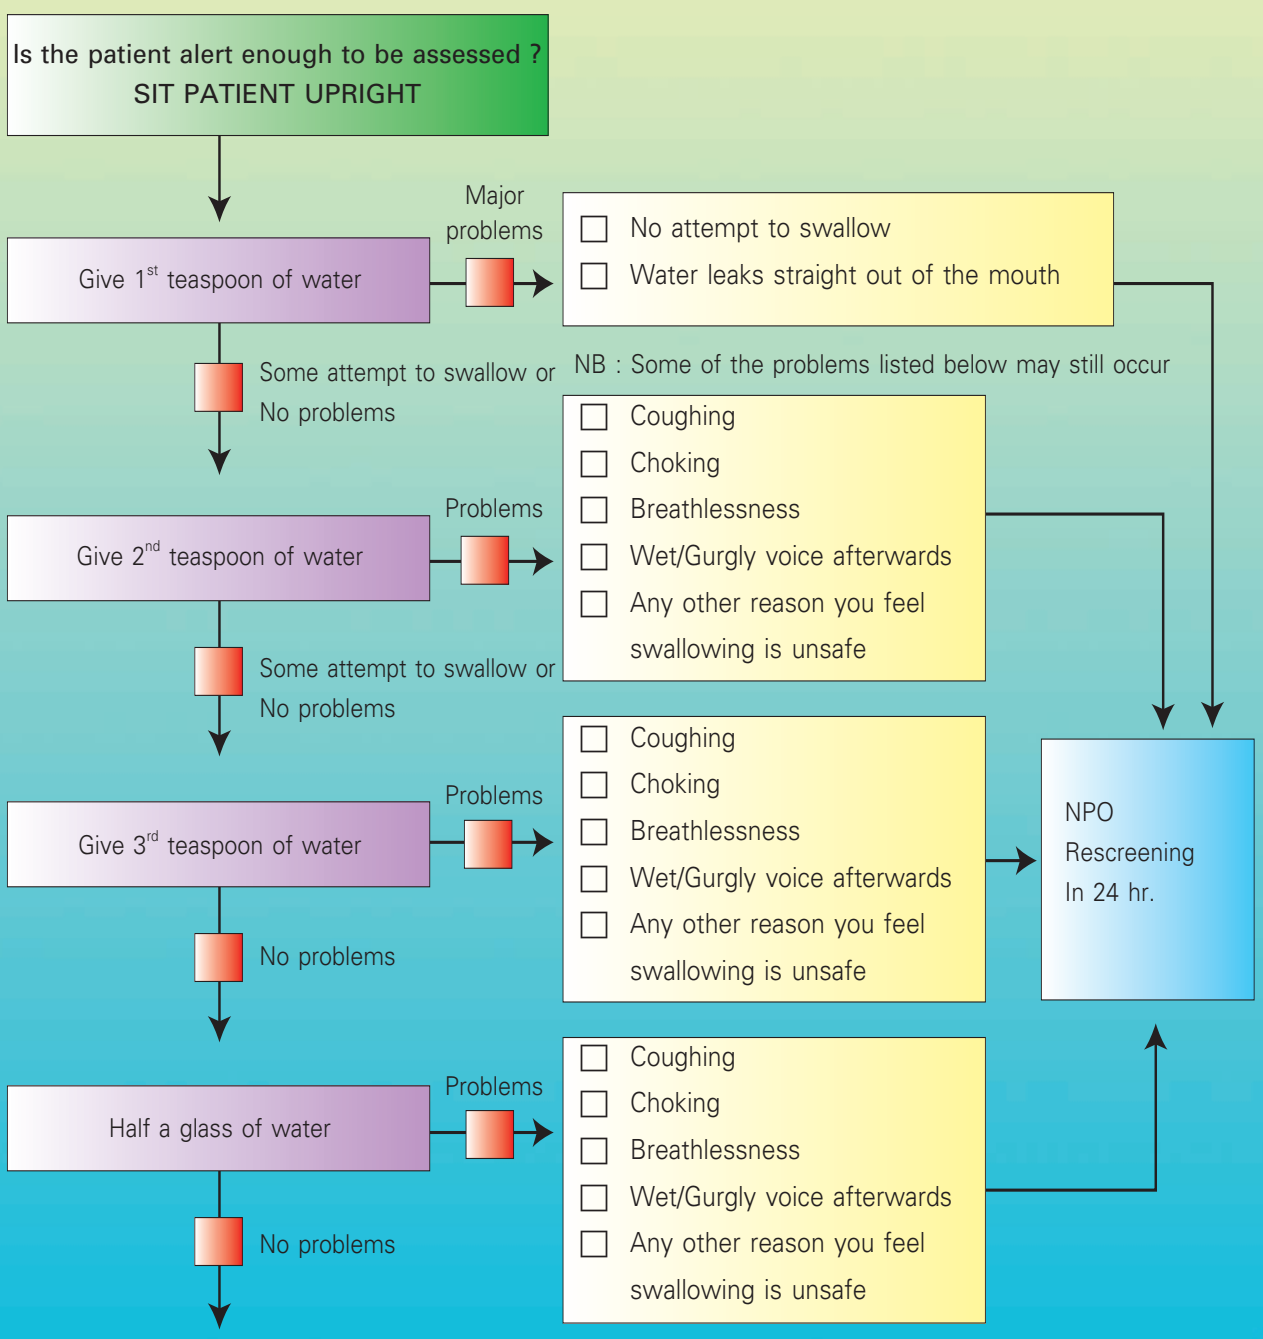 Is the patient alert enough to be assessed ?
SIT PATIENT UPRIGHT
Give 1st teaspoon of water
Major
problems
No attempt to swallow
Water leaks straight out of the mouth
Some attempt to swallow or
No problems
NB : Some of the problems listed below may still occur
Give 2nd teaspoon of water
Problems
Coughing
Choking
Breathlessness
Wet/Gurgly voice afterwards
Any other reason you feel
swallowing is unsafe
Some attempt to swallow or
No problems
Give 3rd teaspoon of water
Problems
Coughing
Choking
Breathlessness
Wet/Gurgly voice afterwards
Any other reason you feel
swallowing is unsafe
NPO
Rescreening
In 24 hr.
No problems
Half a glass of water
Problems
Coughing
Choking
Breathlessness
Wet/Gurgly voice afterwards
Any other reason you feel
swallowing is unsafe
No problems